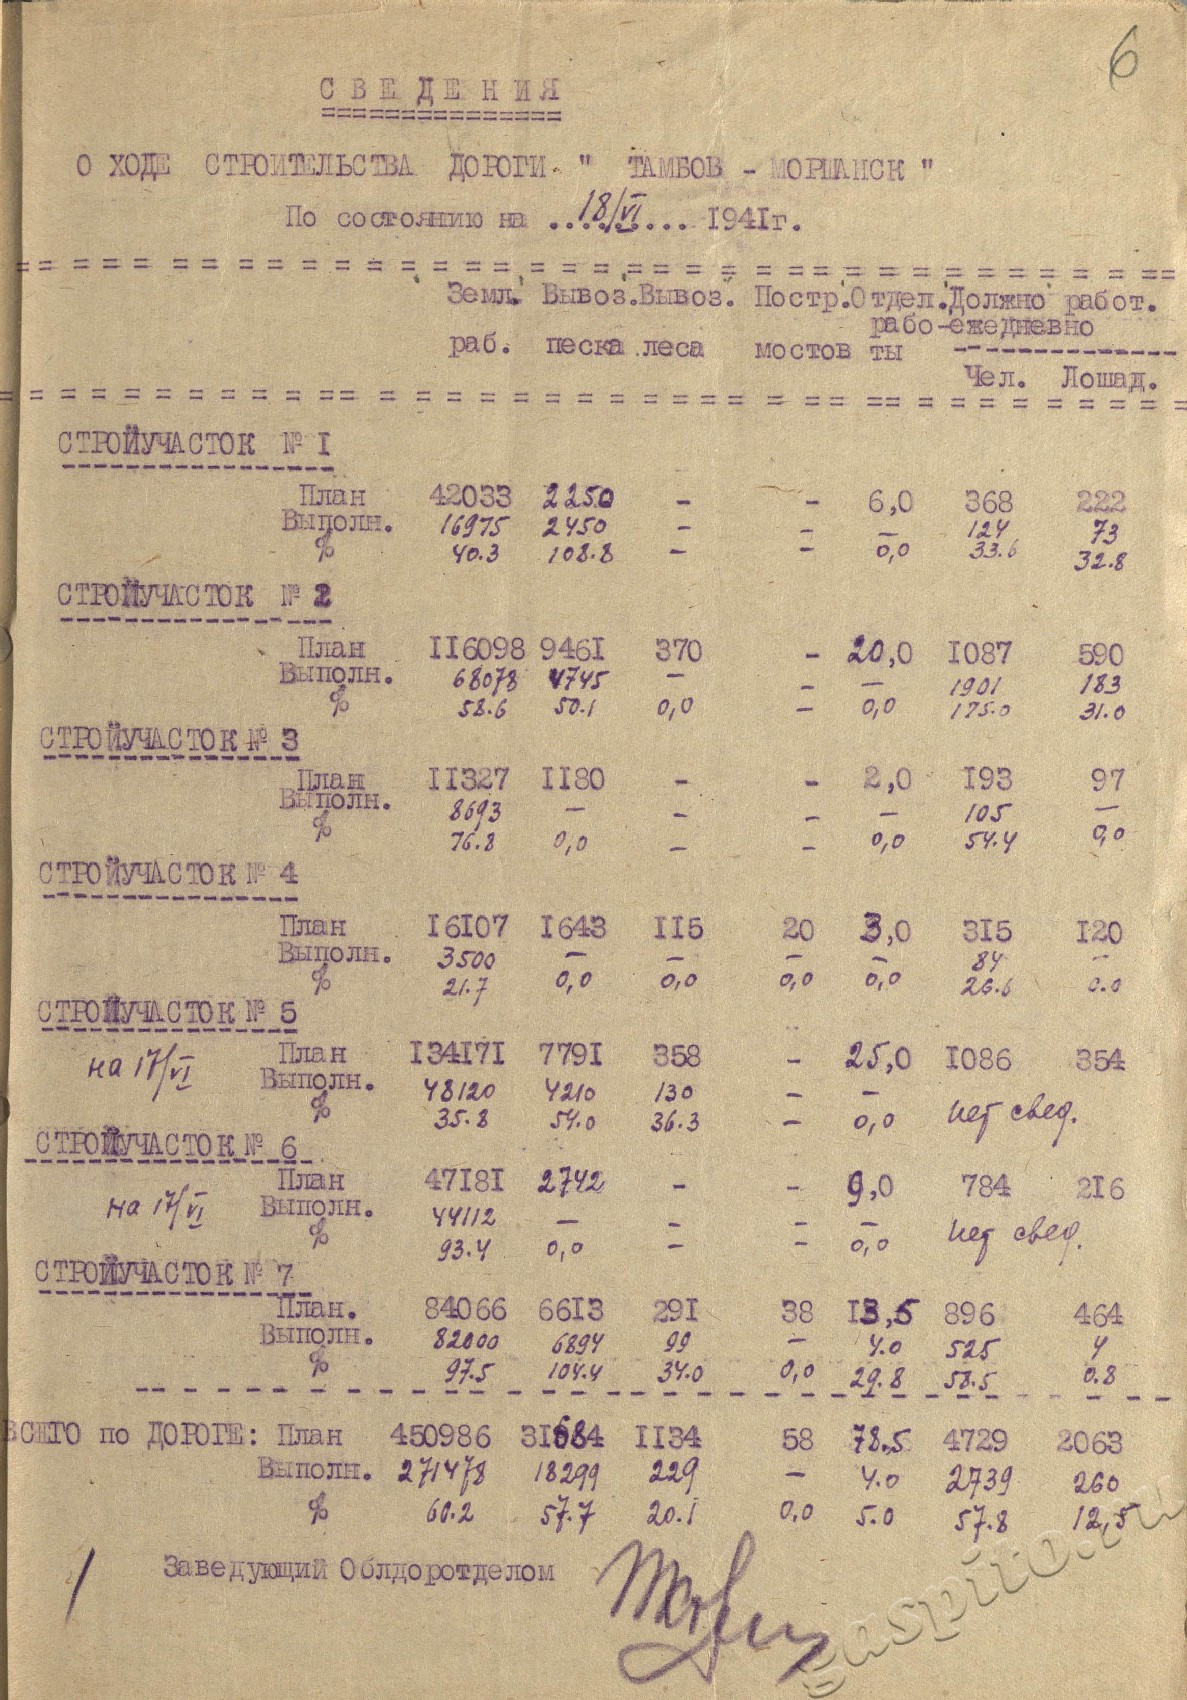 6
СВЕДЕНИЯ
О ХОДЕ СТРОИТЕЛЬСТВА ДОРОГИ " ТАМБОВ - МОРШАНСК "
По состоянию на ...18/VI.... 1941г.
Земл. Вывоз. Вывоз. Постр. Отдел. Должно работ.
рабо- ежедневно
раб. песка леса мостов ты
Чел. Лошад.
СТРОЙУЧАСТОК № 1
План 42033 2250 - - 6,0 368 222
Выполн. 16975 2450 - - - 124 73
% 40.3 108.8 - - 0,0 33.6 32.8
СТРОЙУЧАСТОК № 2
План 116098 9461 370 - 20,0 1087 590
Выполн. 68078 4745 - - - 1901 183
% 58.6 50.1 0,0 - 0,0 175.0 31.0
СТРОЙУЧАСТОК № 3
План 11327 1180 - - 2,0 193 97
Выполн. 8693 - - - - 105 -
% 76.8 0,0 - - 0,0 54.4 0,0
СТРОЙУЧАСТОК № 4
План 16107 1643 115 20 3,0 315 120
Выполн. 3500 - - - - 84 -
% 21.7 0,0 0,0 0,0 0,0 26.6 0.0
СТРОЙУЧАСТОК № 5
на 17/VI План 134171 7791 358 - 25,0 1086 354
Выполн. 48120 4210 130 - -
% 35.8 54.0 36.3 - 0,0 нет свед.
СТРОЙУЧАСТОК № 6
План 47181 2742 - - 9,0 784 216
на 17/VI Выполн. 44112 - - - - нет свед.
% 93.4 0,0 - - 0,0
СТРОЙУЧАСТОК № 7
План. 84066 6613 291 38 13,5 896 464
Выполн. 82000 6894 99 - 4.0 525 4
% 97.5 104.4 34.0 0,0 29.8 58.5 0.8
ВСЕГО по ДОРОГЕ: План 450986 31684 1134 58 78,5 4729 2063
Выполн. 271478 18299 229 - 4.0 2739 260
% 60.2 57.7 20.1 0,0 5.0 57.8 12,5
Заведующий Облдоротделом
gaspito.ru